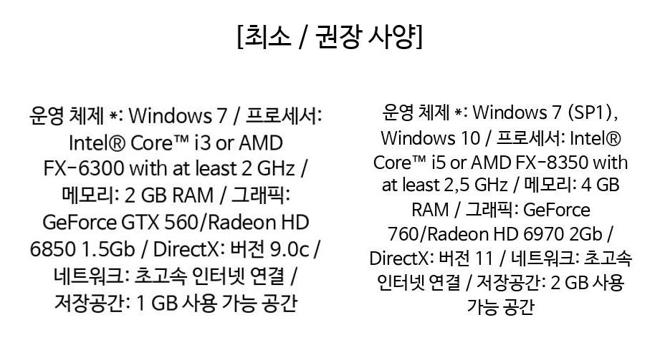 [최소 / 권장 사양]
운영 체제 *: Windows 7 / 프로세서:
Intel® Core™ i3 or AMD
FX-6300 with at least 2 GHz /
메모리: 2 GB RAM / 그래픽:
GeForce GTX 560/Radeon HD
6850 1.5Gb / DirectX: 버전 9.0c /
네트워크: 초고속 인터넷 연결 /
저장공간: 1 GB 사용 가능 공간
운영 체제 *: Windows 7 (SP1),
Windows 10 / 프로세서: Intel®
Core™ i5 or AMD FX-8350 with
at least 2,5 GHz / 메모리: 4 GB
RAM / 그래픽: GeForce
760/Radeon HD 6970 2Gb /
DirectX: 버전 11 / 네트워크: 초고속
인터넷 연결 / 저장공간: 2 GB 사용
가능 공간